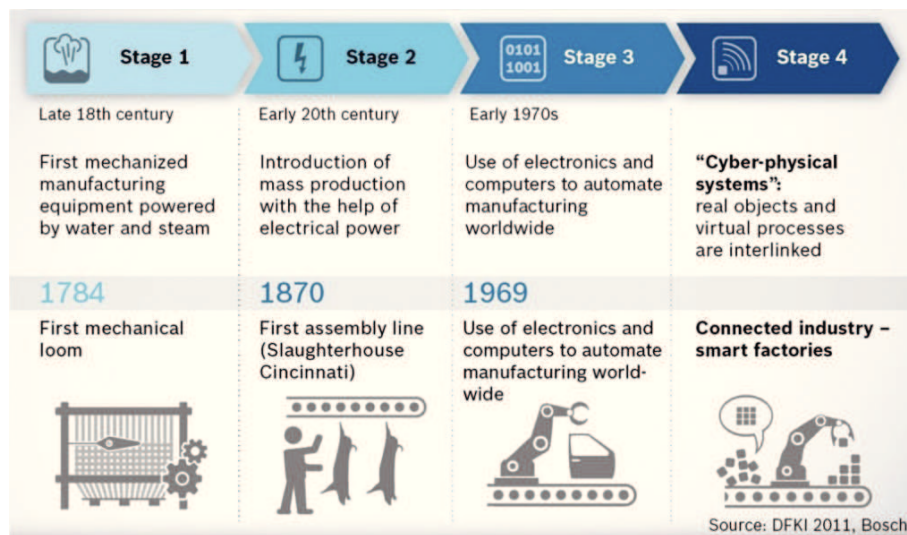 Stage 1
Stage 2
0101
1001
Stage 3
Stage 4
Late 18th century
First mechanized
manufacturing
equipment powered
by water and steam
Early 20th century
Introduction of
mass production
with the help of
electrical power
Early 1970s
Use of electronics and
computers to automate
manufacturing
worldwide
“Cyber-physical
systems”:
real objects and
virtual processes
are interlinked
1784
First mechanical
loom
1870
First assembly line
(Slaughterhouse
Cincinnati)
1969
Use of electronics and
computers to automate
manufacturing world-
wide
Connected industry –
smart factories
Source: DFKI 2011, Bosch